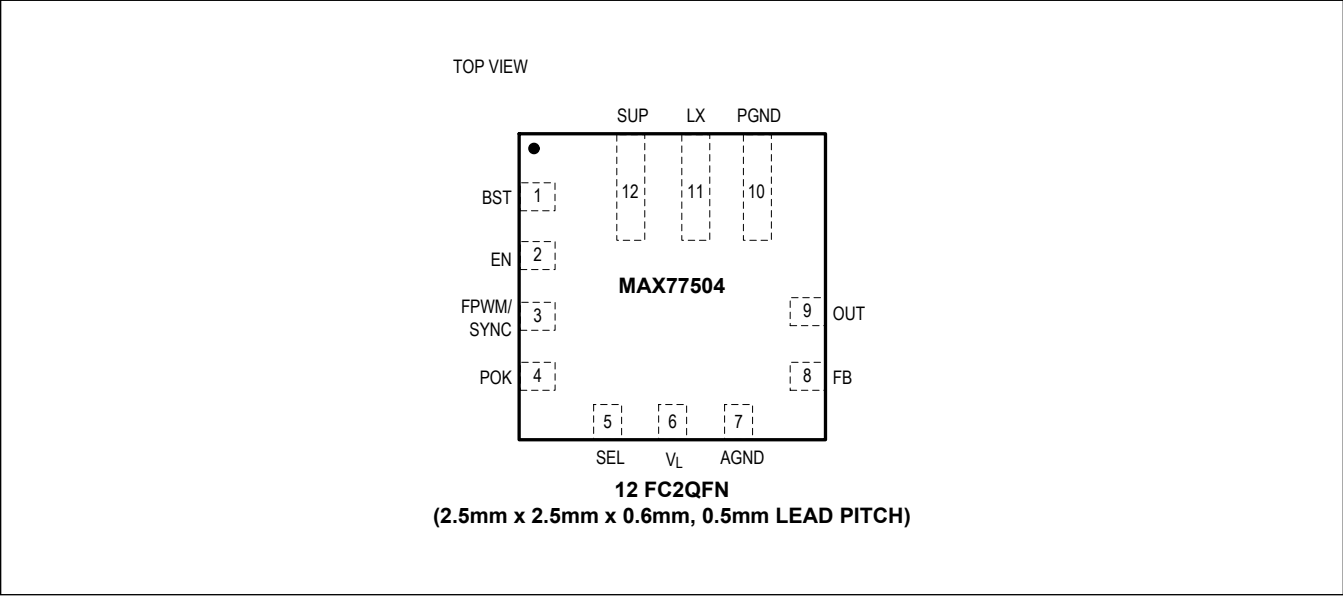 TOP VIEW
SUP LX PGND
12 11 10
BST 1
EN 2
MAX77504
FPWM/
SYNC 3
9 OUT
POK 4
8 FB
5 6 7
SEL VL AGND
12 FC2QFN
(2.5mm x 2.5mm x 0.6mm, 0.5mm LEAD PITCH)